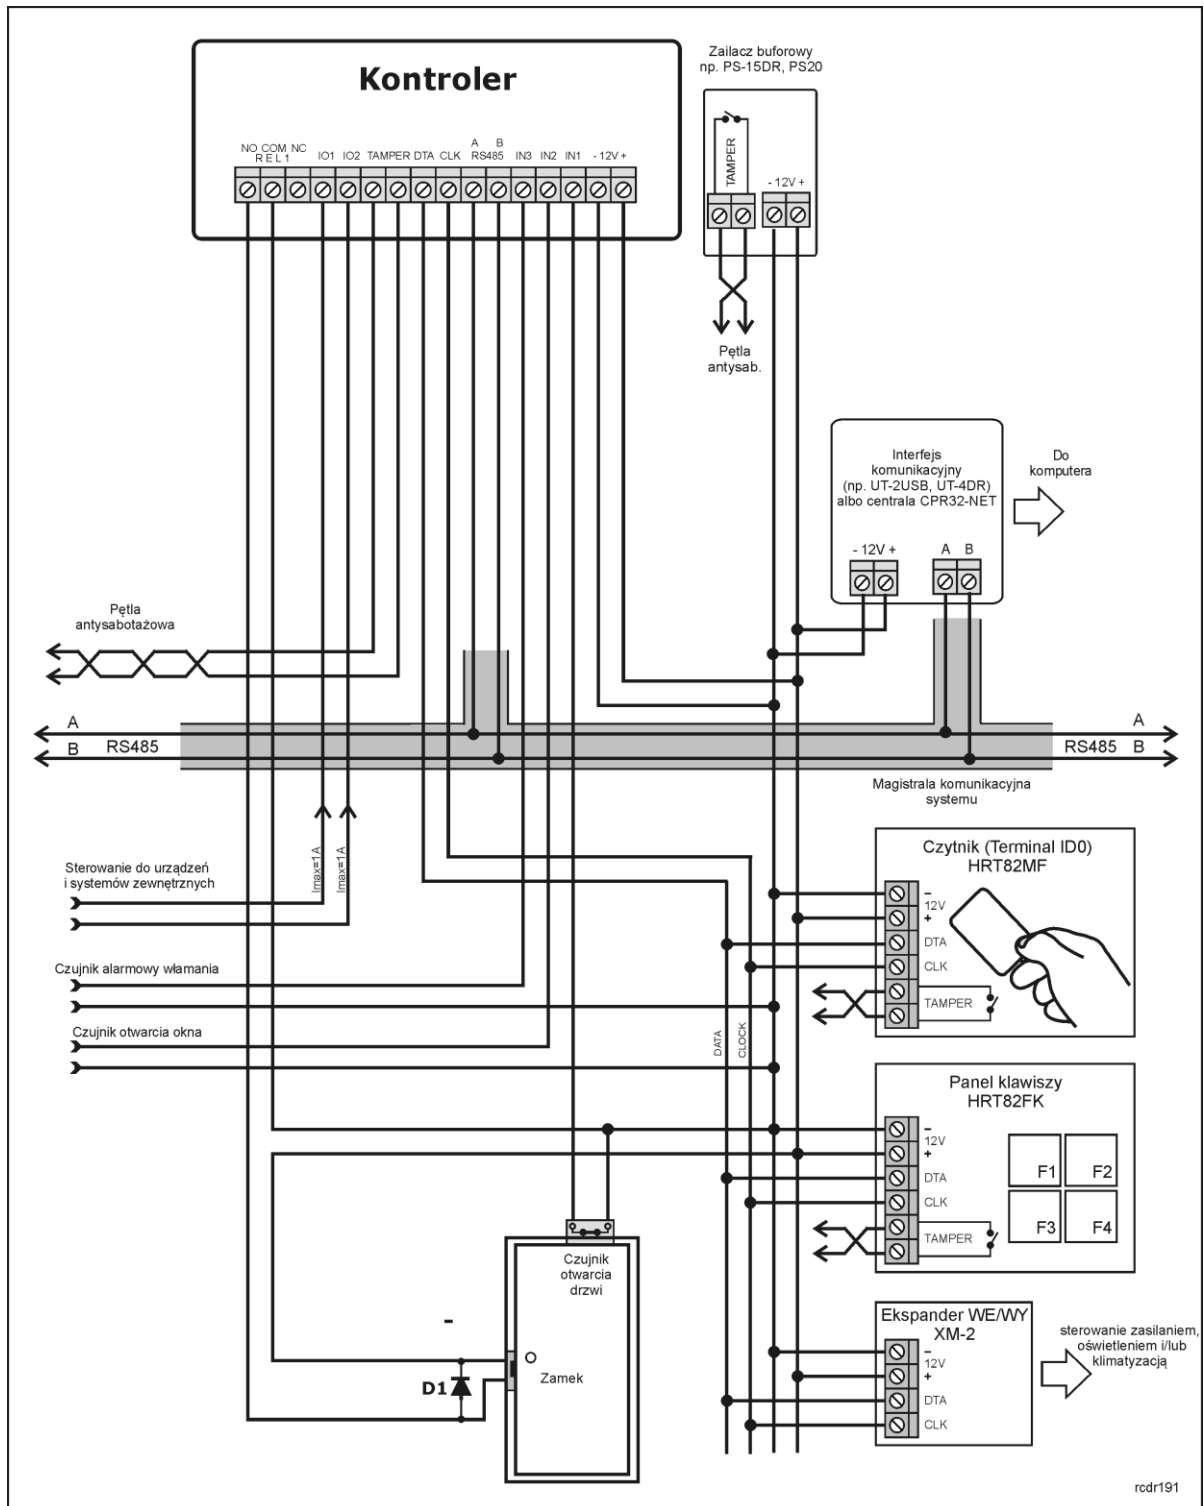 Kontroler
NO COM NC
REL1
IO1 IO2 TAMPER DTA CLK
A B
RS485
IN3 IN2 IN1 - 12V +
Zailacz buforowy
np. PS-15DR, PS20
TAMPER
- 12V +
Pętla
antysab.
Interfejs
komunikacyjny
(np. UT-2USB, UT-4DR)
albo centrala CPR32-NET
- 12V +
A B
Do
komputera
Pętla
antysabotażowa
A
B RS485
A
RS485 B
Magistrala komunikacyjna
systemu
Imax=1A
Imax=1A
Sterowanie do urządzeń
i systemów zewnętrznych
Czujnik alarmowy włamania
Czujnik otwarcia okna
DATA
CLOCK
Czytnik (Terminal ID0)
HRT82MF
-
12V
+
DTA
CLK
TAMPER
Panel klawiszy
HRT82FK
-
12V
+
DTA
CLK
TAMPER
F1 F2
F3 F4
Czujnik
otwarcia
drzwi
-
Zamek
D1
Ekspander WE/WY
XM-2
-
12V
+
DTA
CLK
sterowanie zasilaniem,
oświetleniem i/lub
klimatyzacją
rcdr191